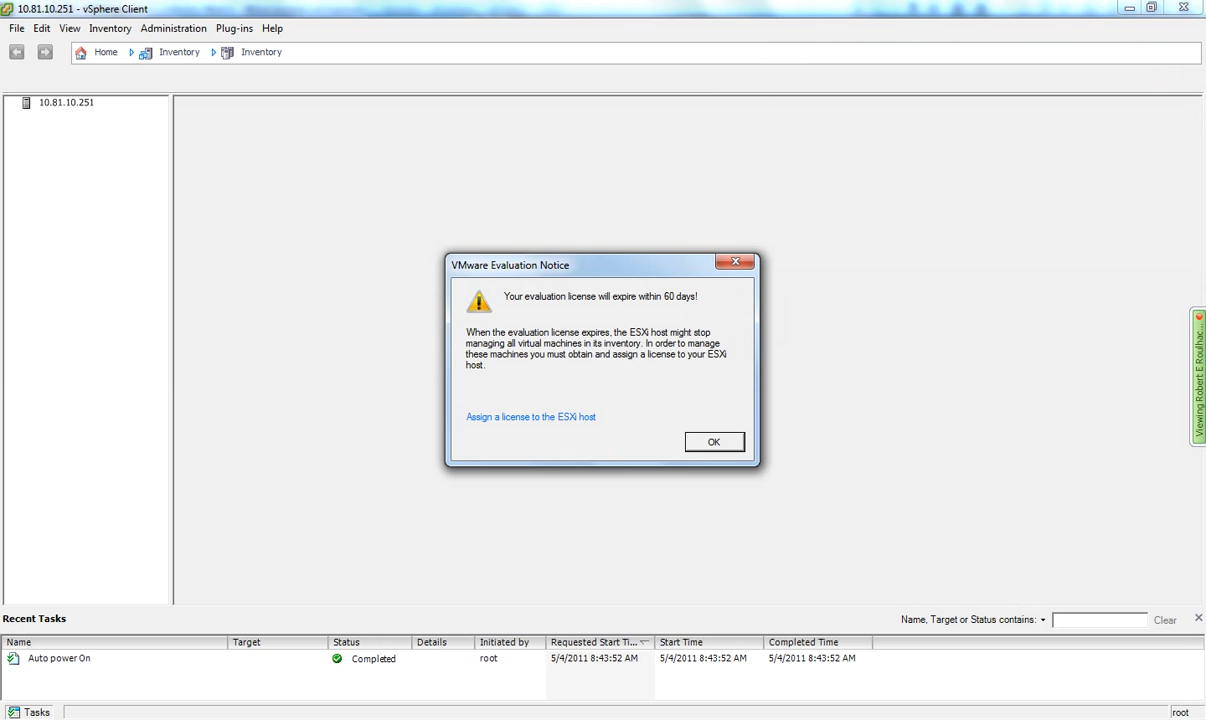 10.81.10.251 - vSphere Client
File Edit View Inventory Administration Plug-ins Help
Home Inventory Inventory
10.81.10.251
VMware Evaluation Notice
Your evaluation license will expire within 60 days!
When the evaluation license expires, the ESXi host might stop
managing all virtual machines in its inventory. In order to manage
these machines you must obtain and assign a license to your ESXi
host.
Assign a license to the ESXi host
OK
Viewing Robert E Roulhac...
Recent Tasks Name, Target or Status contains: Clear
Name Target Status Details Initiated by Requested Start Ti... Start Time Completed Time
Auto power On Completed root 5/4/2011 8:43:52 AM 5/4/2011 8:43:52 AM 5/4/2011 8:43:52 AM
Tasks root